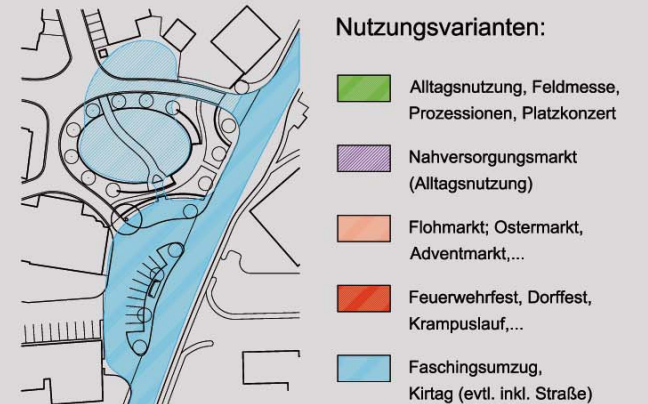 Nutzungsvarianten:
Alltagsnutzung, Feldmesse,
Prozessionen, Platzkonzert
Nahversorgungsmarkt
(Alltagsnutzung)
Flohmarkt; Ostermarkt,
Adventmarkt,...
Feuerwehrfest, Dorffest,
Krampuslauf,...
Faschingsumzug,
Kirtag (evtl. inkl. Straße)